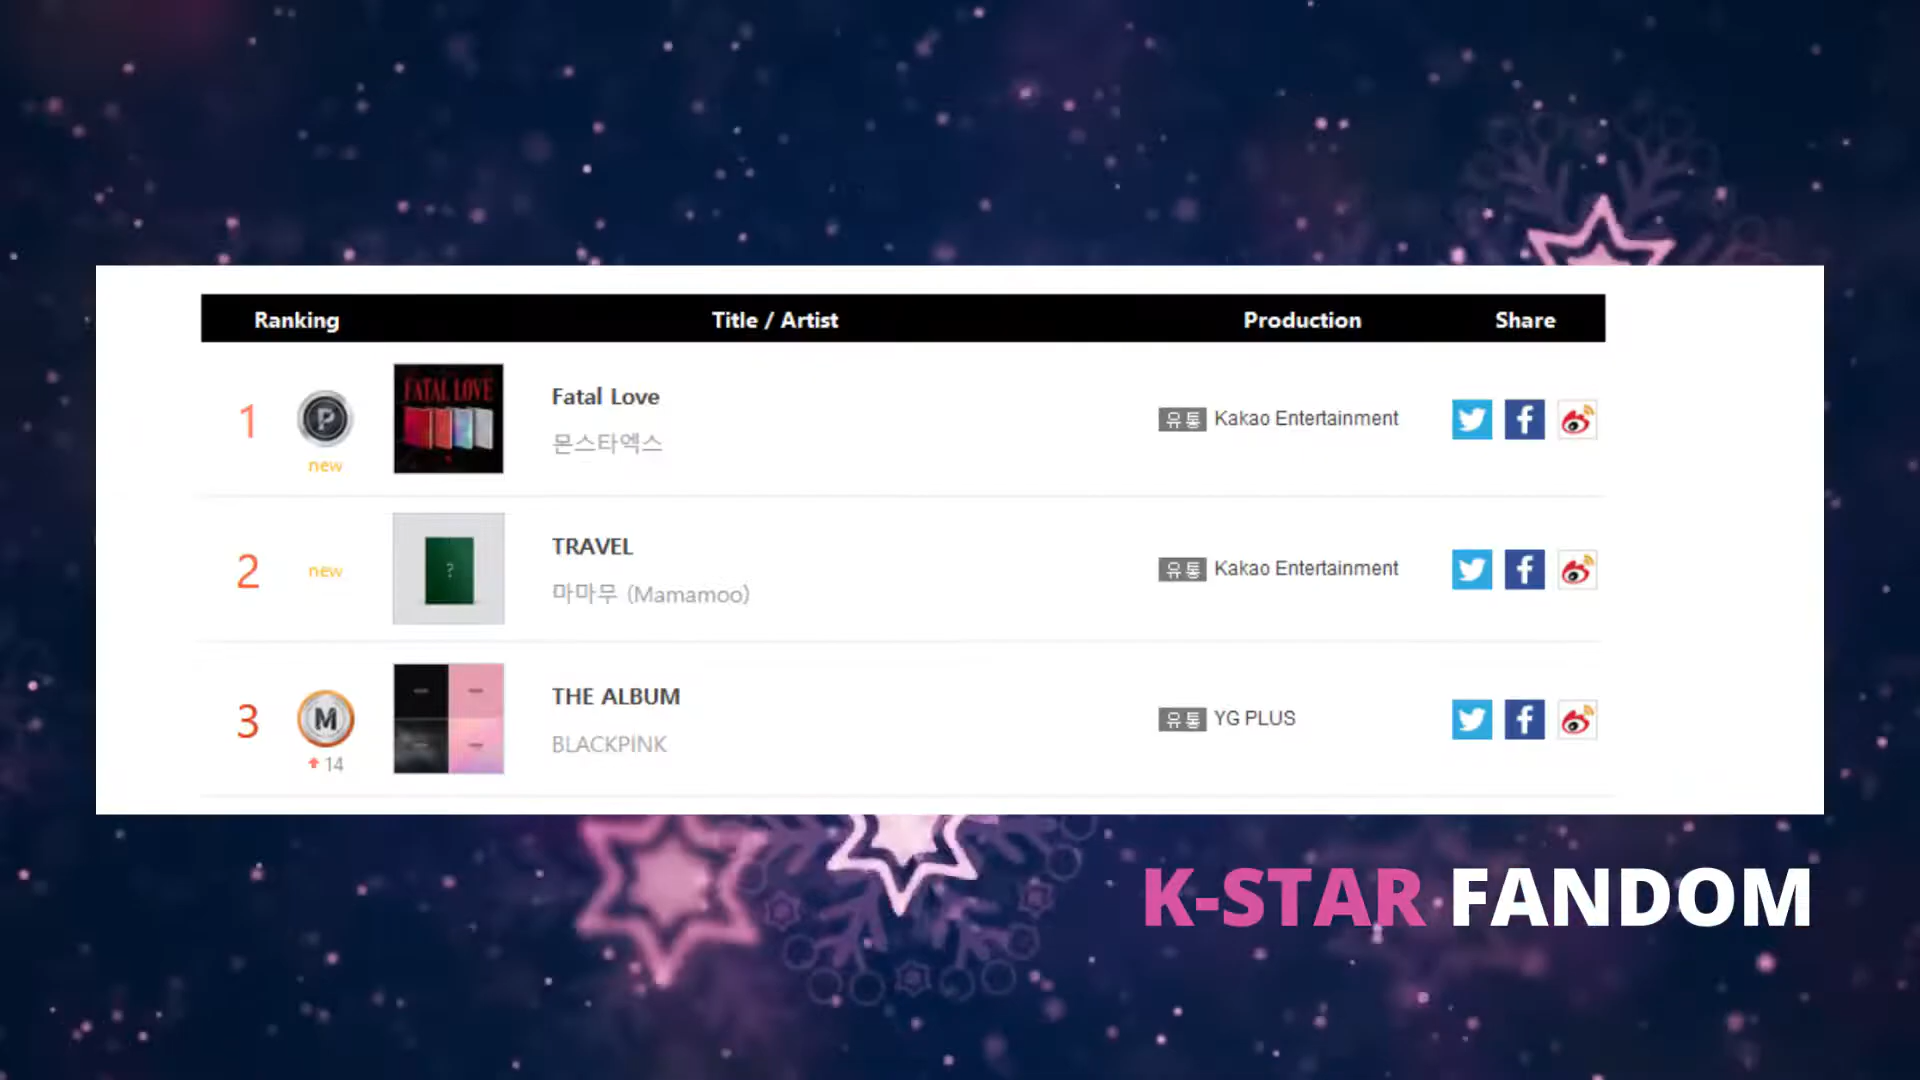 Ranking Title / Artist Production Share
1 P new FATAL LOVE Fatal Love 유통 Kakao Entertainment
몬스타엑스
2 new ? TRAVEL 유통 Kakao Entertainment
마마무 (Mamamoo)
3 M 14 THE ALBUM 유통 YG PLUS
BLACKPINK
K-STAR FANDOM